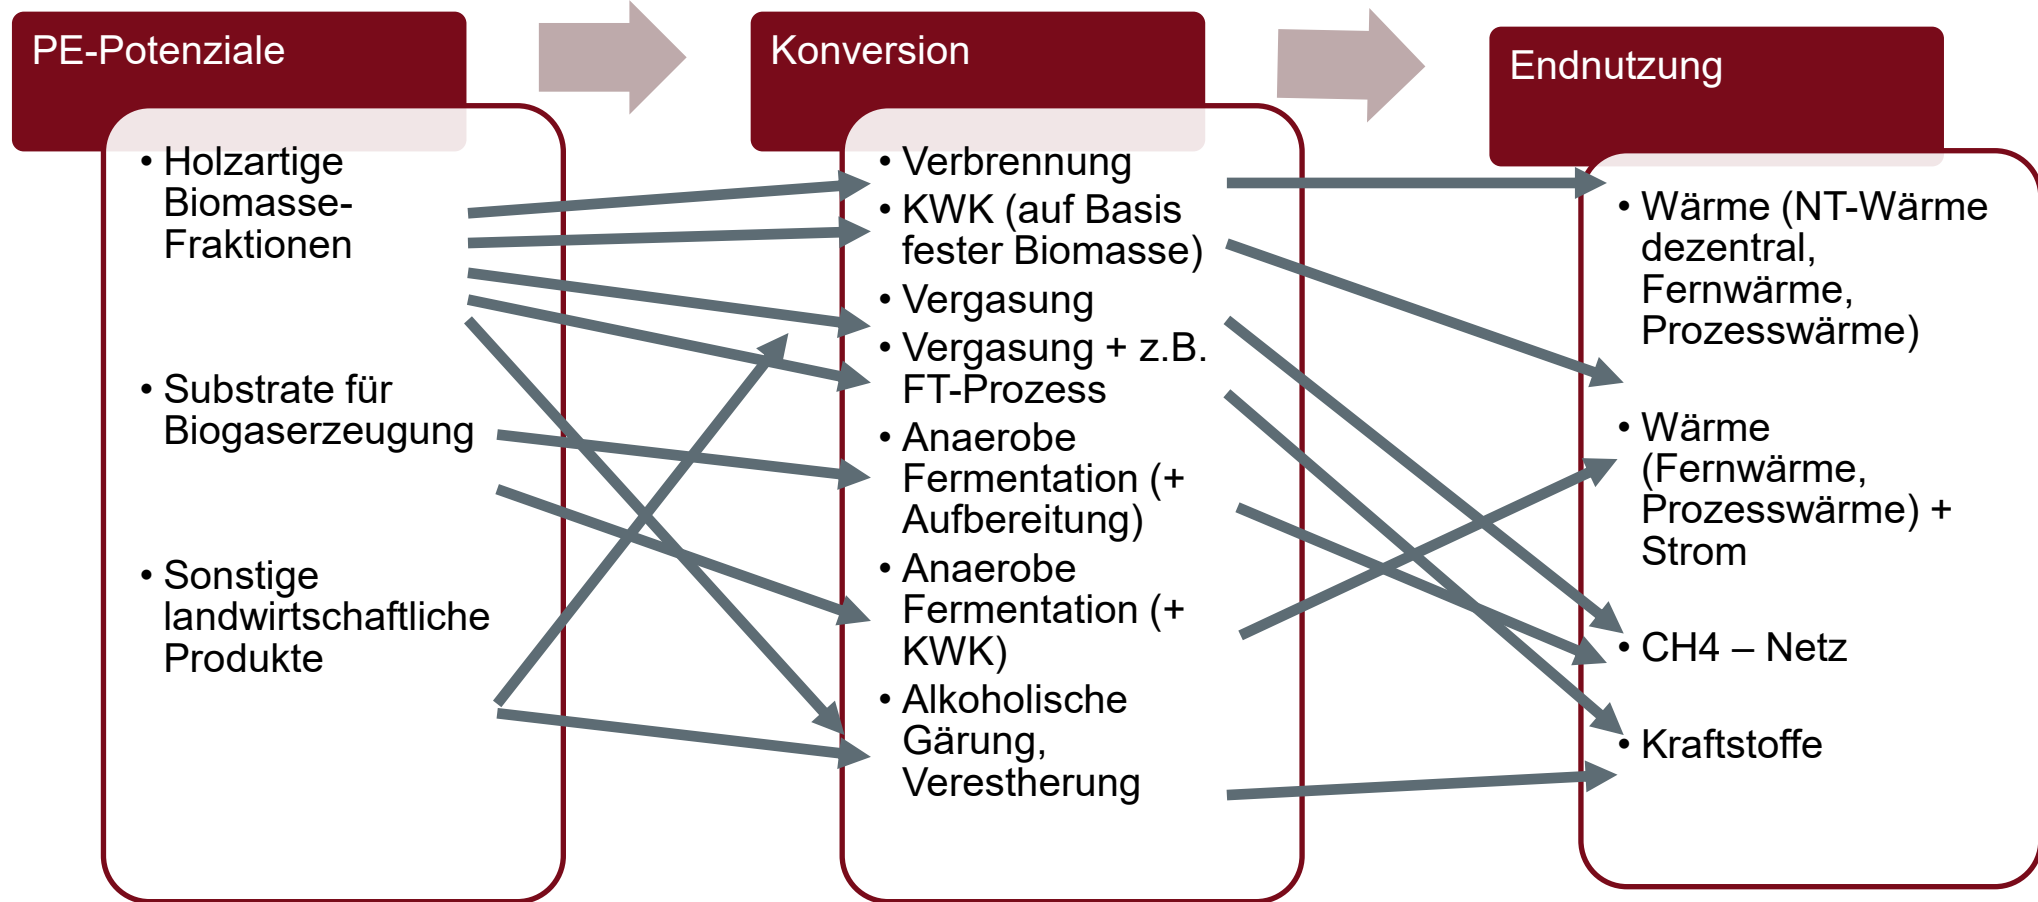 PE-Potenziale
• Holzartige
Biomasse-
Fraktionen
• Substrate für
Biogaserzeugung
• Sonstige
landwirtschaftliche
Produkte
Konversion
• Verbrennung
• KWK (auf Basis
fester Biomasse)
• Vergasung
• Vergasung + z.B.
FT-Prozess
• Anaerobe
Fermentation (+
Aufbereitung)
• Anaerobe
Fermentation (+
KWK)
• Alkoholische
Gärung,
Verestherung
Endnutzung
• Wärme (NT-Wärme
dezentral,
Fernwärme,
Prozesswärme)
• Wärme
(Fernwärme,
Prozesswärme) +
Strom
• CH4 – Netz
• Kraftstoffe